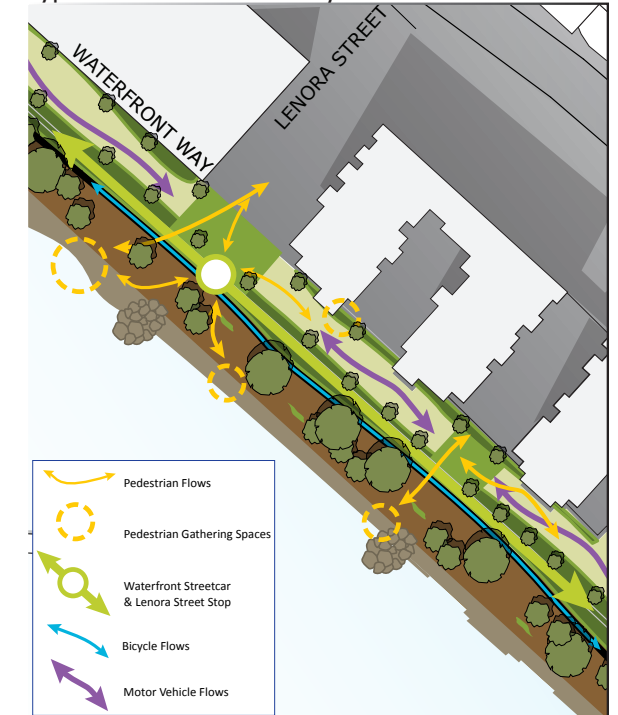 WATERFRONT WAY
LENORA STREET
Pedestrian Flows
Pedestrian Gathering Spaces
Waterfront Streetcar
& Lenora Street Stop
Bicycle Flows
Motor Vehicle Flows